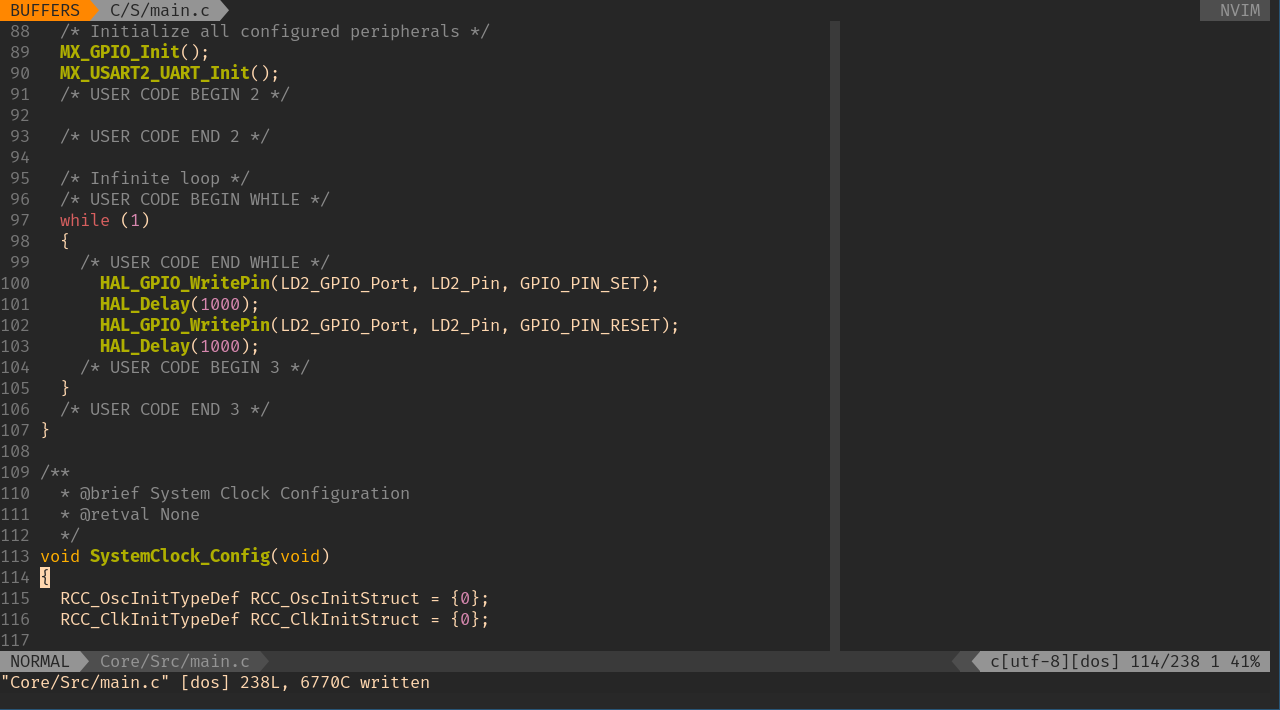 BUFFERS C/S/main.c NVIM
88 /* Initialize all configured peripherals */
89 MX_GPIO_Init();
90 MX_USART2_UART_Init();
91 /* USER CODE BEGIN 2 */
92
93 /* USER CODE END 2 */
94
95 /* Infinite loop */
96 /* USER CODE BEGIN WHILE */
97 while (1)
98 {
99 /* USER CODE END WHILE */
100 HAL_GPIO_WritePin(LD2_GPIO_Port, LD2_Pin, GPIO_PIN_SET);
101 HAL_Delay(1000);
102 HAL_GPIO_WritePin(LD2_GPIO_Port, LD2_Pin, GPIO_PIN_RESET);
103 HAL_Delay(1000);
104 /* USER CODE BEGIN 3 */
105 }
106 /* USER CODE END 3 */
107 }
108
109 /**
110 * @brief System Clock Configuration
111 * @retval None
112 */
113 void SystemClock_Config(void)
114 {
115 RCC_OscInitTypeDef RCC_OscInitStruct = {0};
116 RCC_ClkInitTypeDef RCC_ClkInitStruct = {0};
117
NORMAL Core/Src/main.c c[utf-8][dos] 114/238 1 41%
"Core/Src/main.c" [dos] 238L, 6770C written